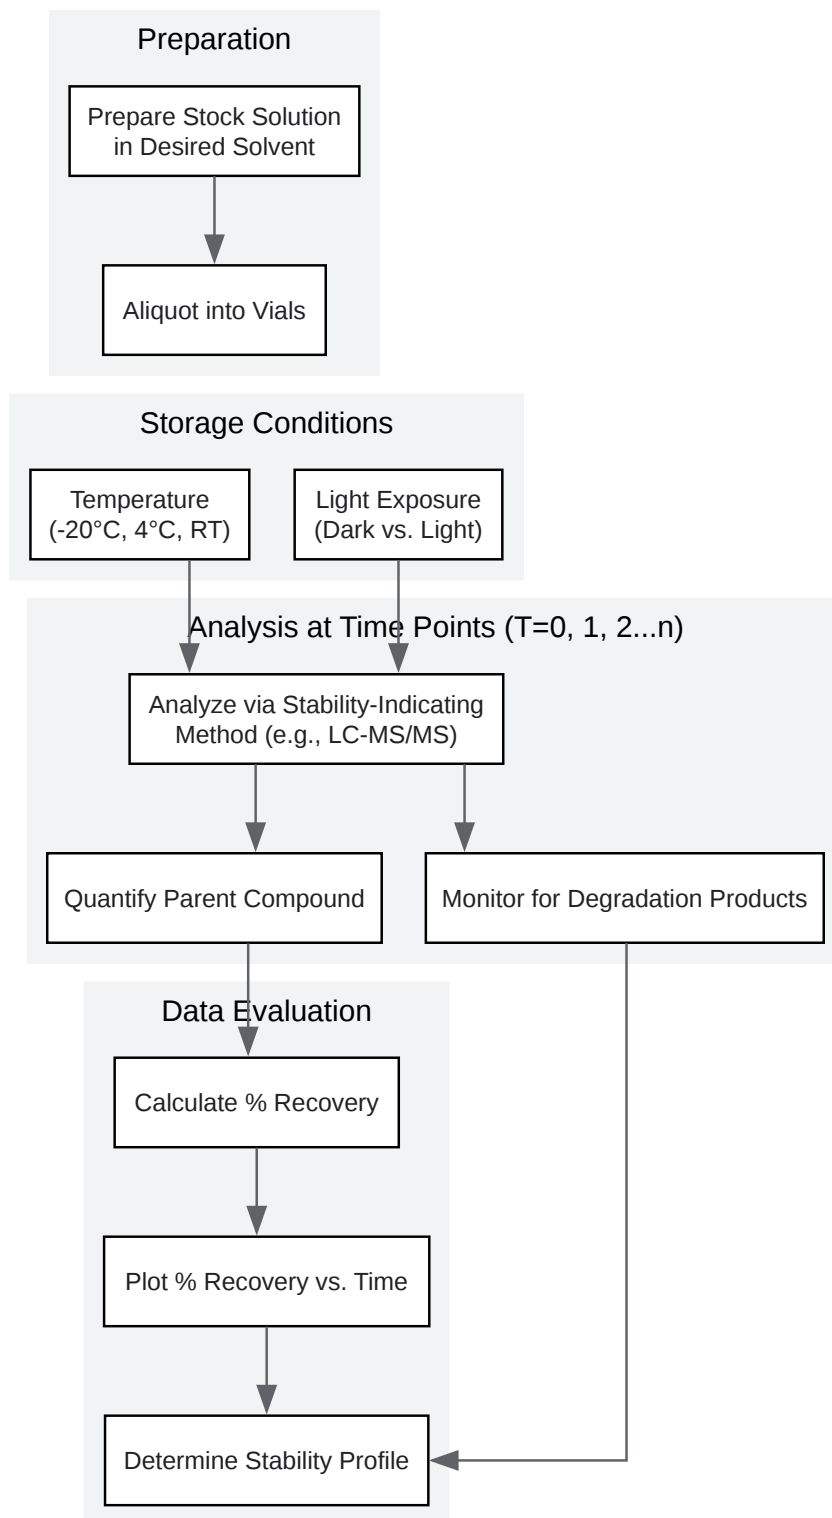 Preparation
Prepare Stock Solution
in Desired Solvent
Aliquot into Vials
Storage Conditions
Temperature
(-20°C, 4°C, RT)
Light Exposure
(Dark vs. Light)
Analysis at Time Points (T=0, 1, 2...n)
Analyze via Stability-Indicating
Method (e.g., LC-MS/MS)
Quantify Parent Compound
Monitor for Degradation Products
Data Evaluation
Calculate % Recovery
Plot % Recovery vs. Time
Determine Stability Profile